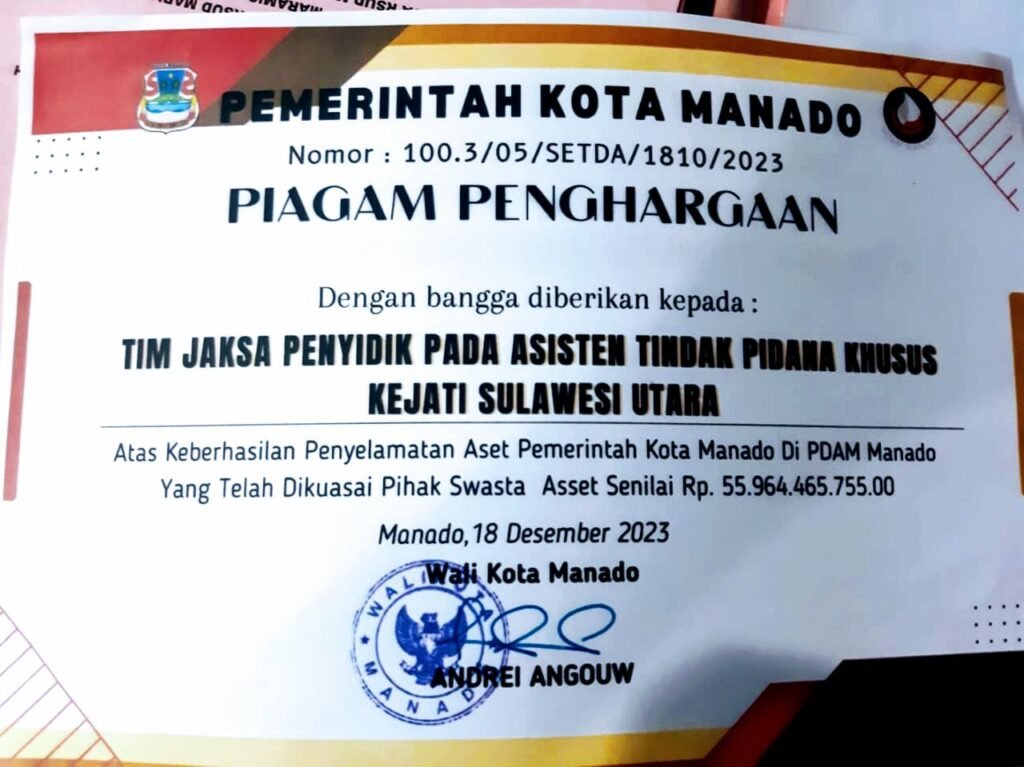 PEMERINTAH KOTA MANADO
Nomor : 100.3/05/SETDA/1810/2023
PIAGAM PENGHARGAAN
Dengan bangga diberikan kepada :
TIM JAKSA PENYIDIK PADA ASISTEN TINDAK PIDANA KHUSUS
KEJATI SULAWESI UTARA
Atas Keberhasilan Penyelamatan Aset Pemerintah Kota Manado Di PDAM Manado
Yang Telah Dikuasai Pihak Swasta Asset Senilai Rp. 55.964.465.755.00
Manado, 18 Desember 2023
Wali Kota Manado
WALI KOTA
MANADO
ANDREI ANGOUW